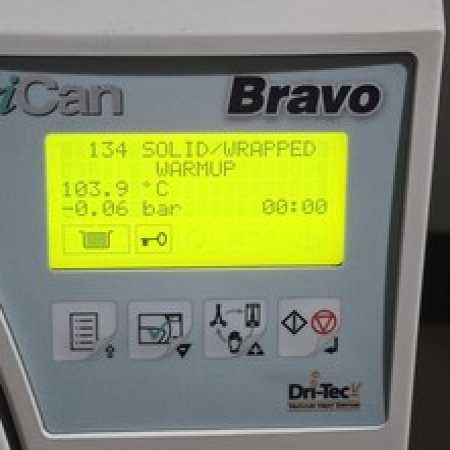 iCan Bravo
134 SOLID/WRAPPED
WARMUP
103.9 °C
-0.06 bar 00:00
Dri-Tec